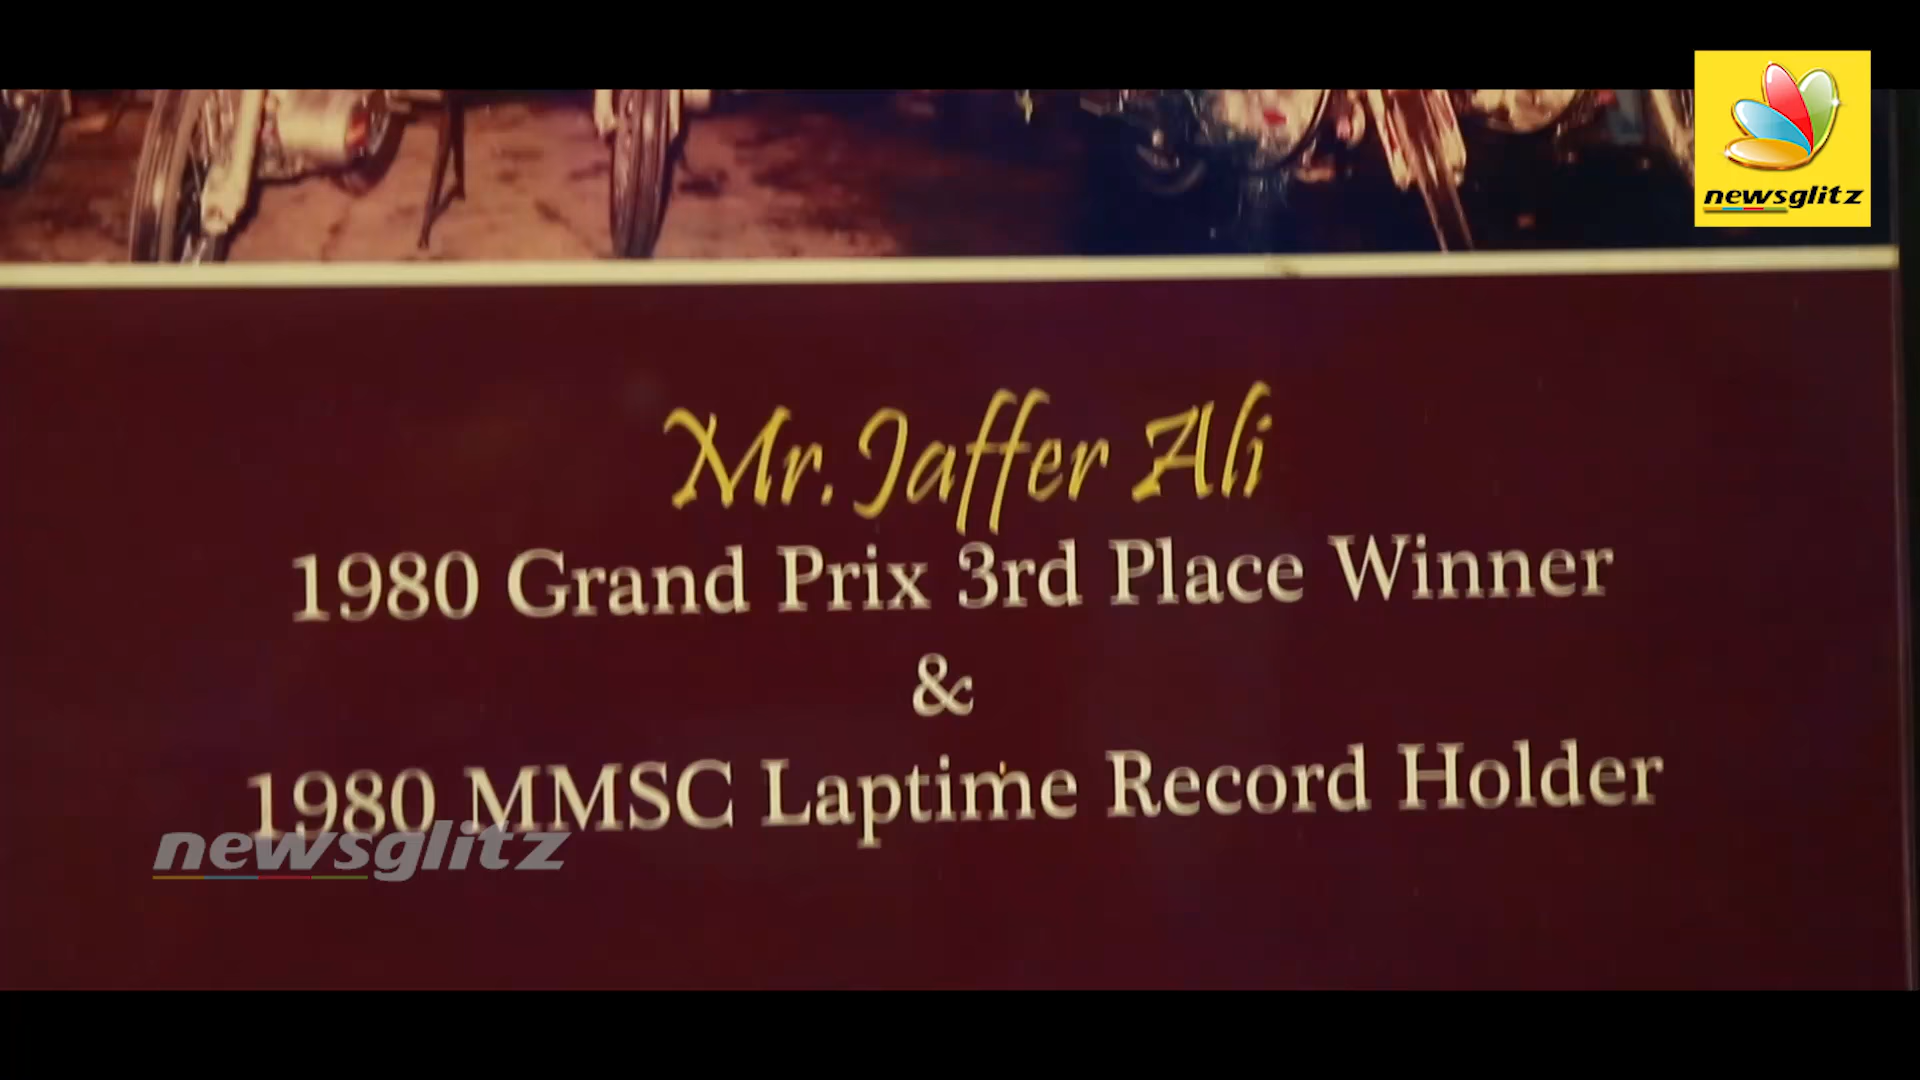 newsglitz
Mr. Jaffer Ali
1980 Grand Prix 3rd Place Winner
&
1980 MMSC Laptime Record Holder
newsglitz